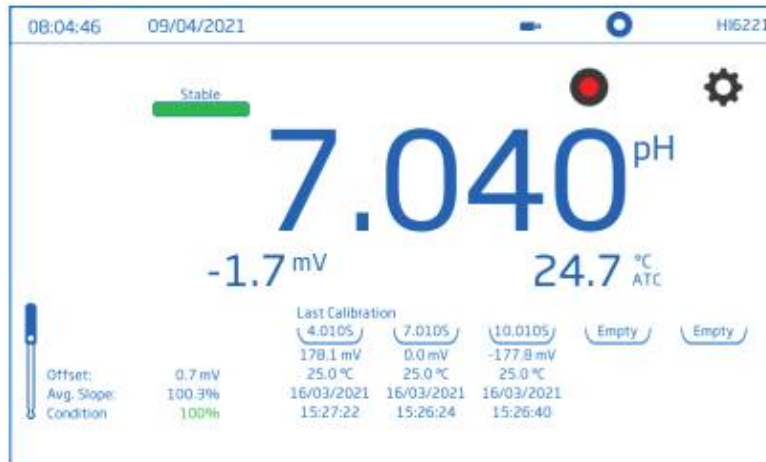 08:04:46 09/04/2021 HI6221
Stable
7.040 pH
-1.7 mV 24.7 °C ATC
Last Calibration
4.010S 7.010S 10.010S Empty Empty
178.1 mV 0.0 mV -177.8 mV
Offset: 0.7 mV 25.0 °C 25.0 °C 25.0 °C
Avg. Slope: 100.3% 16/03/2021 16/03/2021 16/03/2021
Condition 100% 15:27:22 15:26:24 15:26:40